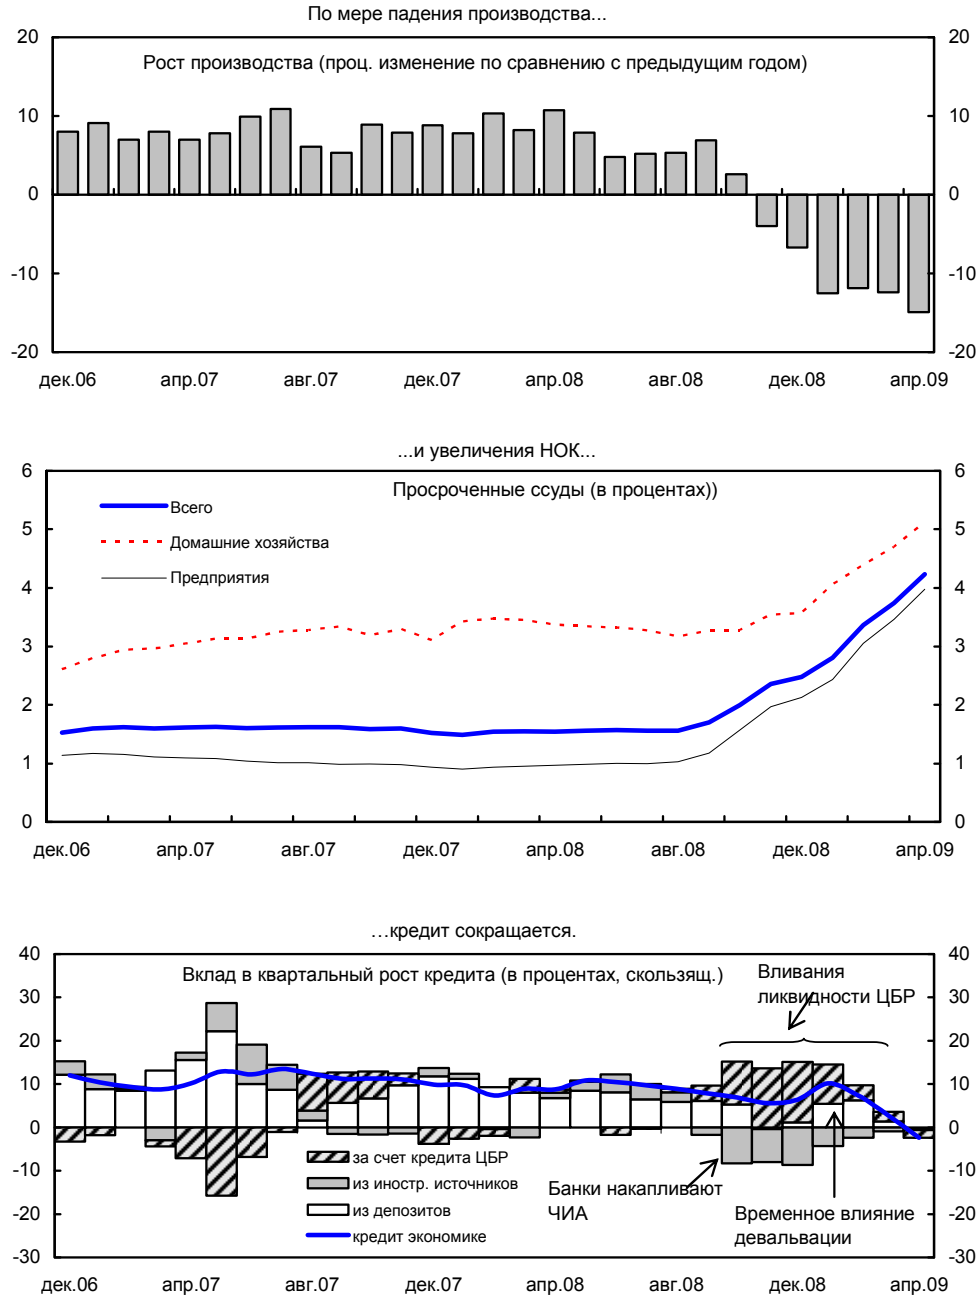 По мере падения производства...
20 20
Рост производства (проц. изменение по сравнению с предыдущим годом)
10 10
0 0
-10 -10
-20 -20
дек.06 апр.07 авг.07 дек.07 апр.08 авг.08 дек.08 апр.09
...и увеличения НОК...
6 6
Просроченные ссуды (в процентах))
Всего
5 5
Домашние хозяйства
Предприятия
4 4
3 3
2 2
1 1
0 0
дек.06 апр.07 авг.07 дек.07 апр.08 авг.08 дек.08 апр.09
...кредит сокращается.
40 40
Вклад в квартальный рост кредита (в процентах, скользящ.)
Вливания
ликвидности ЦБР
30 30
20 20
10 10
0 0
за счет кредита ЦБР
-10 -10
из иностр. источников
Банки накапливают
ЧИА
из депозитов
Временное влияние
девальвации
-20 -20
кредит экономике
-30 -30
дек.06 апр.07 авг.07 дек.07 апр.08 авг.08 дек.08 апр.09